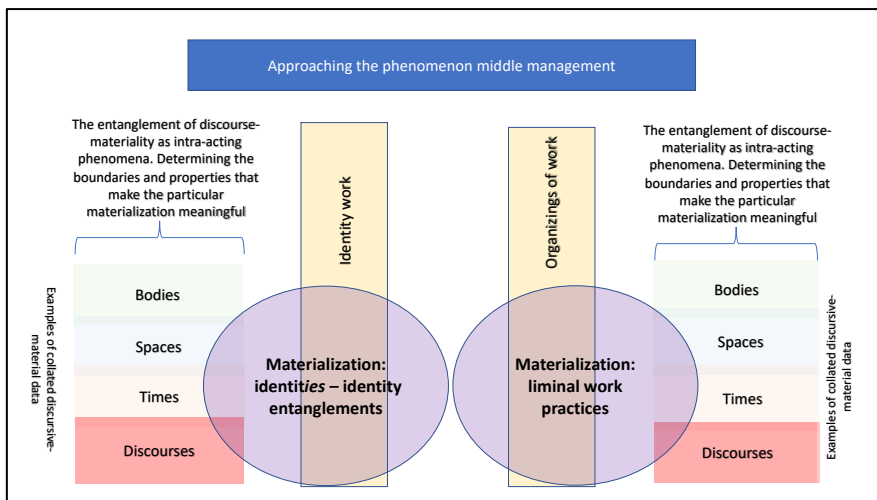 Approaching the phenomenon middle management
The entanglement of discourse-
materiality as intra-acting
phenomena. Determining the
boundaries and properties that
make the particular
materialization meaningful
Identity work
Organizings of work
The entanglement of discourse-
materiality as intra-acting
phenomena. Determining the
boundaries and properties that
make the particular
materialization meaningful
Examples of collated discursive-
material data
Bodies
Spaces
Times
Discourses
Materialization:
identities – identity
entanglements
Materialization:
liminal work
practices
Bodies
Spaces
Times
Discourses
Examples of collated discursive-
material data